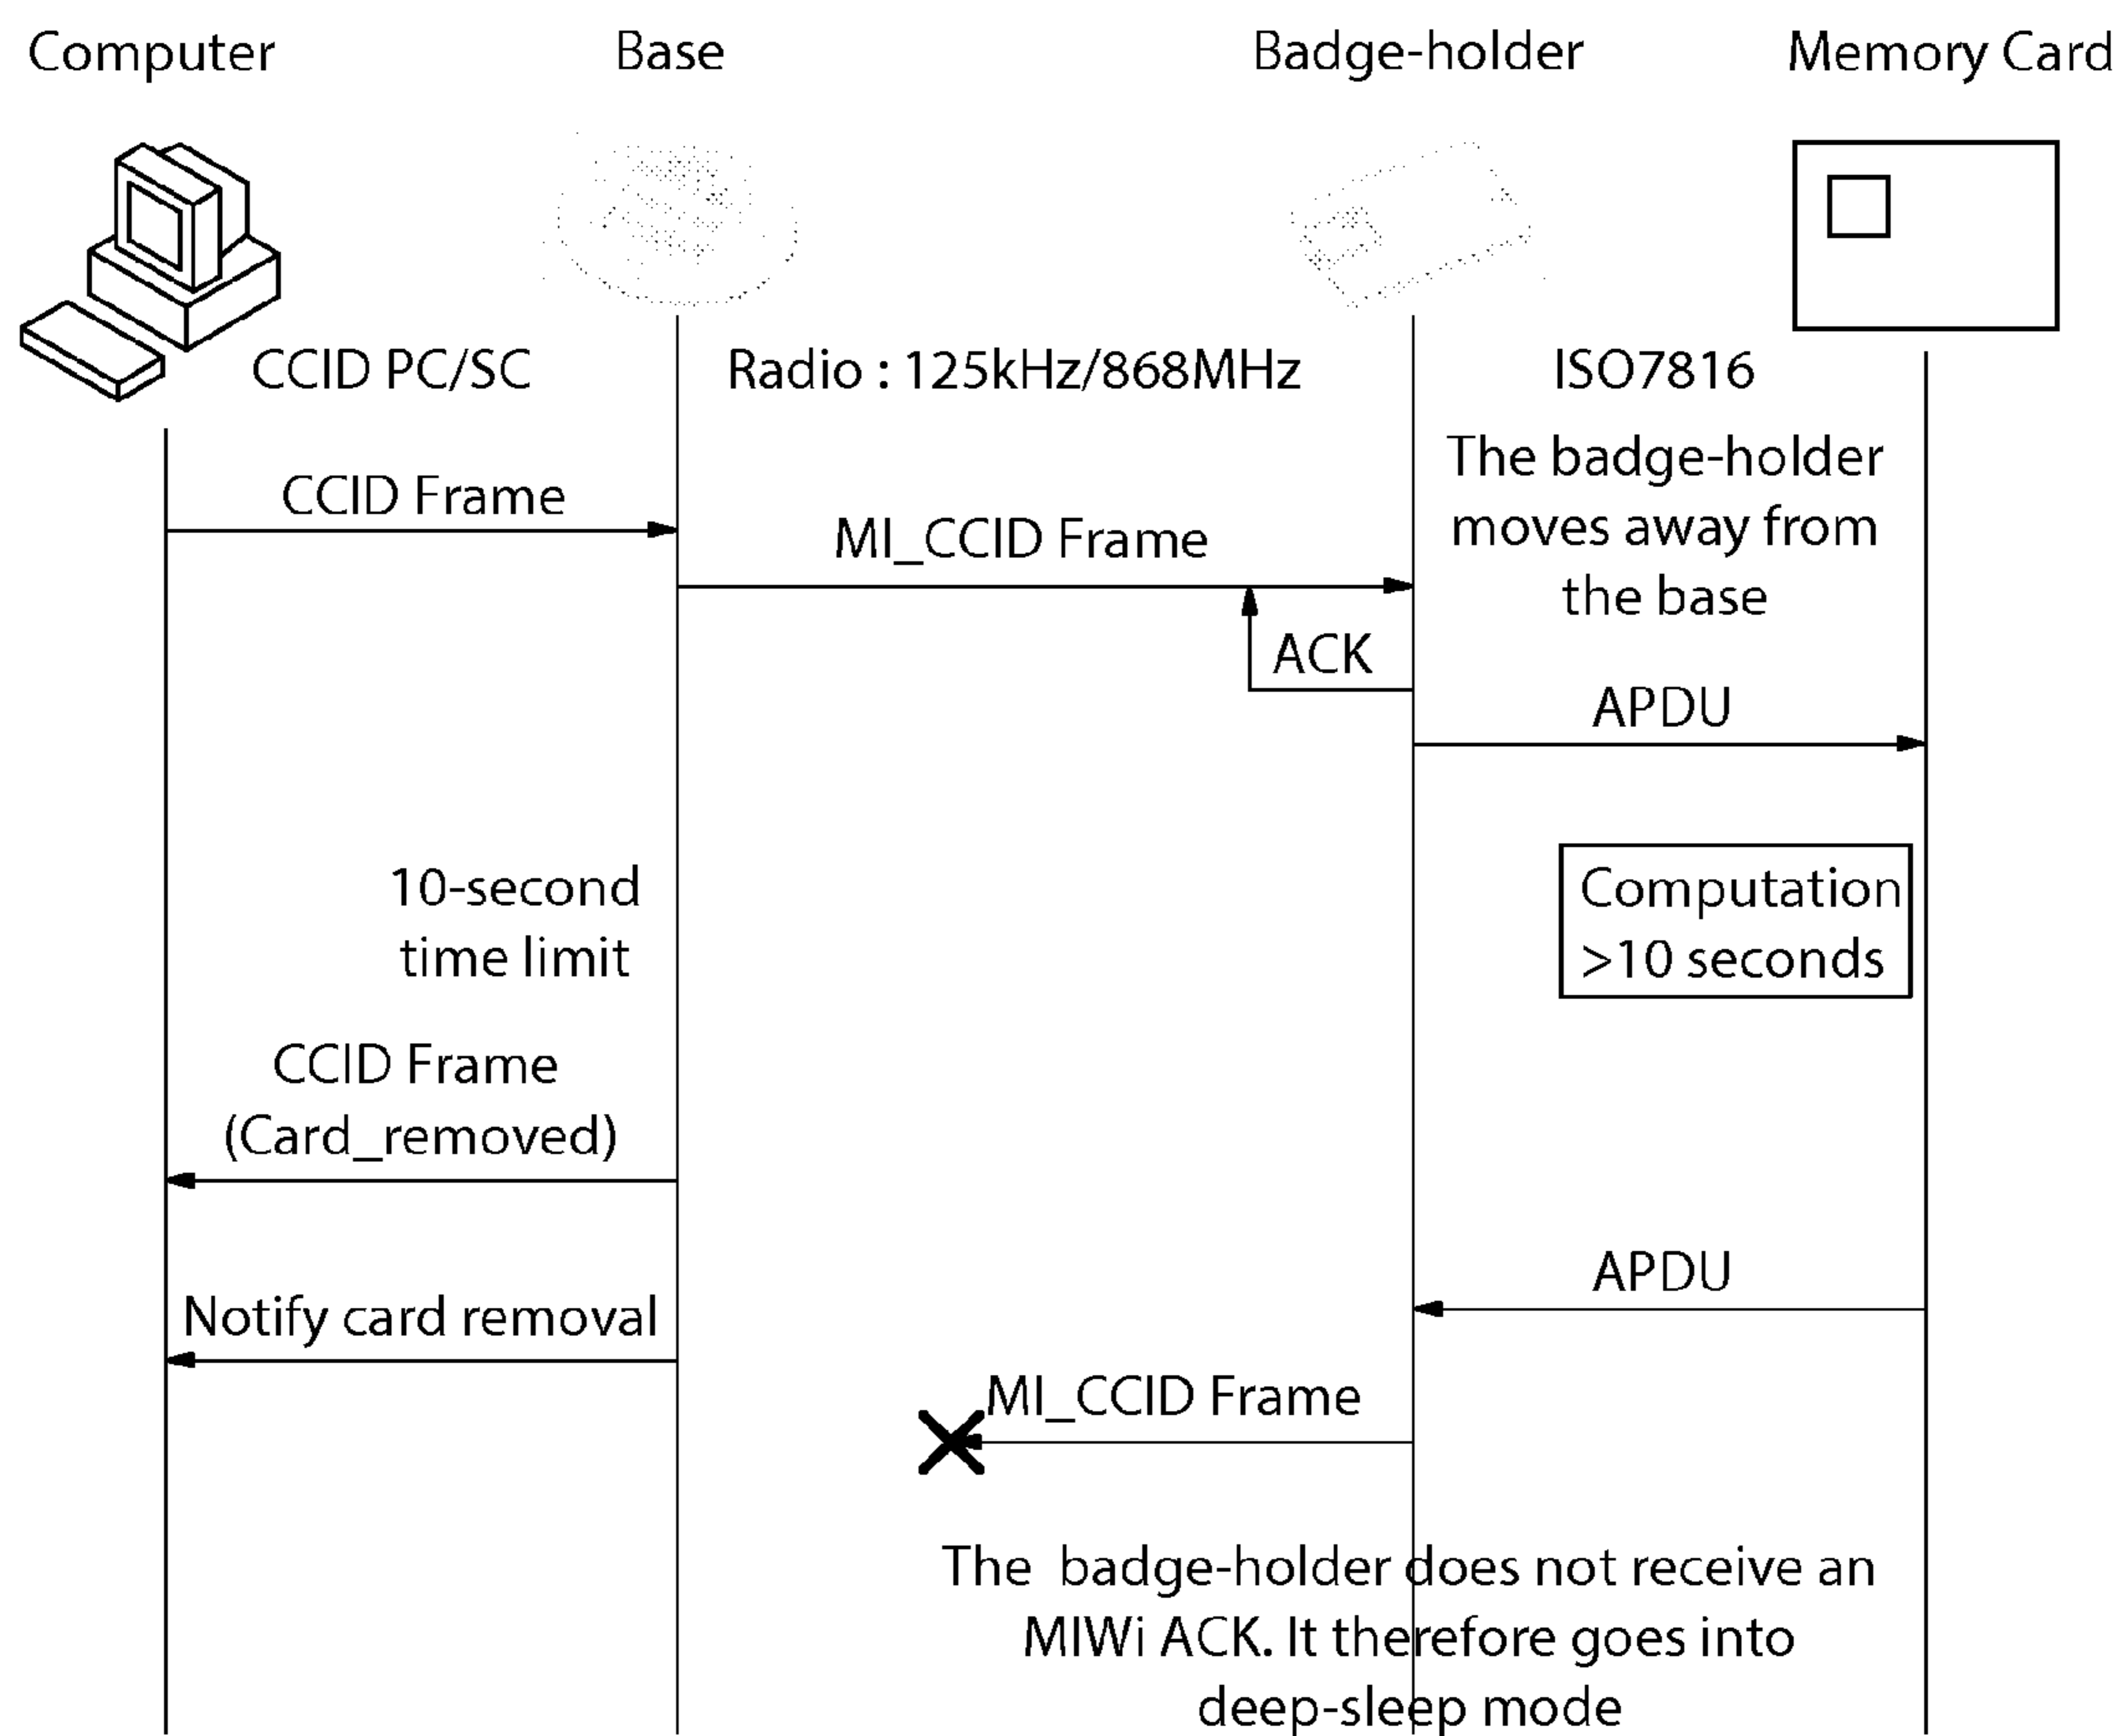 Computer
Base
Badge-holder
Memory Card
CCID PC/SC
Radio : 125kHz/868MHz
ISO7816
The badge-holder
moves away from
the base
CCID Frame
MI_CCID Frame
ACK
APDU
10-second
time limit
Computation
>10 seconds
CCID Frame
(Card_removed)
APDU
Notify card removal
MI_CCID Frame
The badge-holder does not receive an
MIWi ACK. It therefore goes into
deep-sleep mode